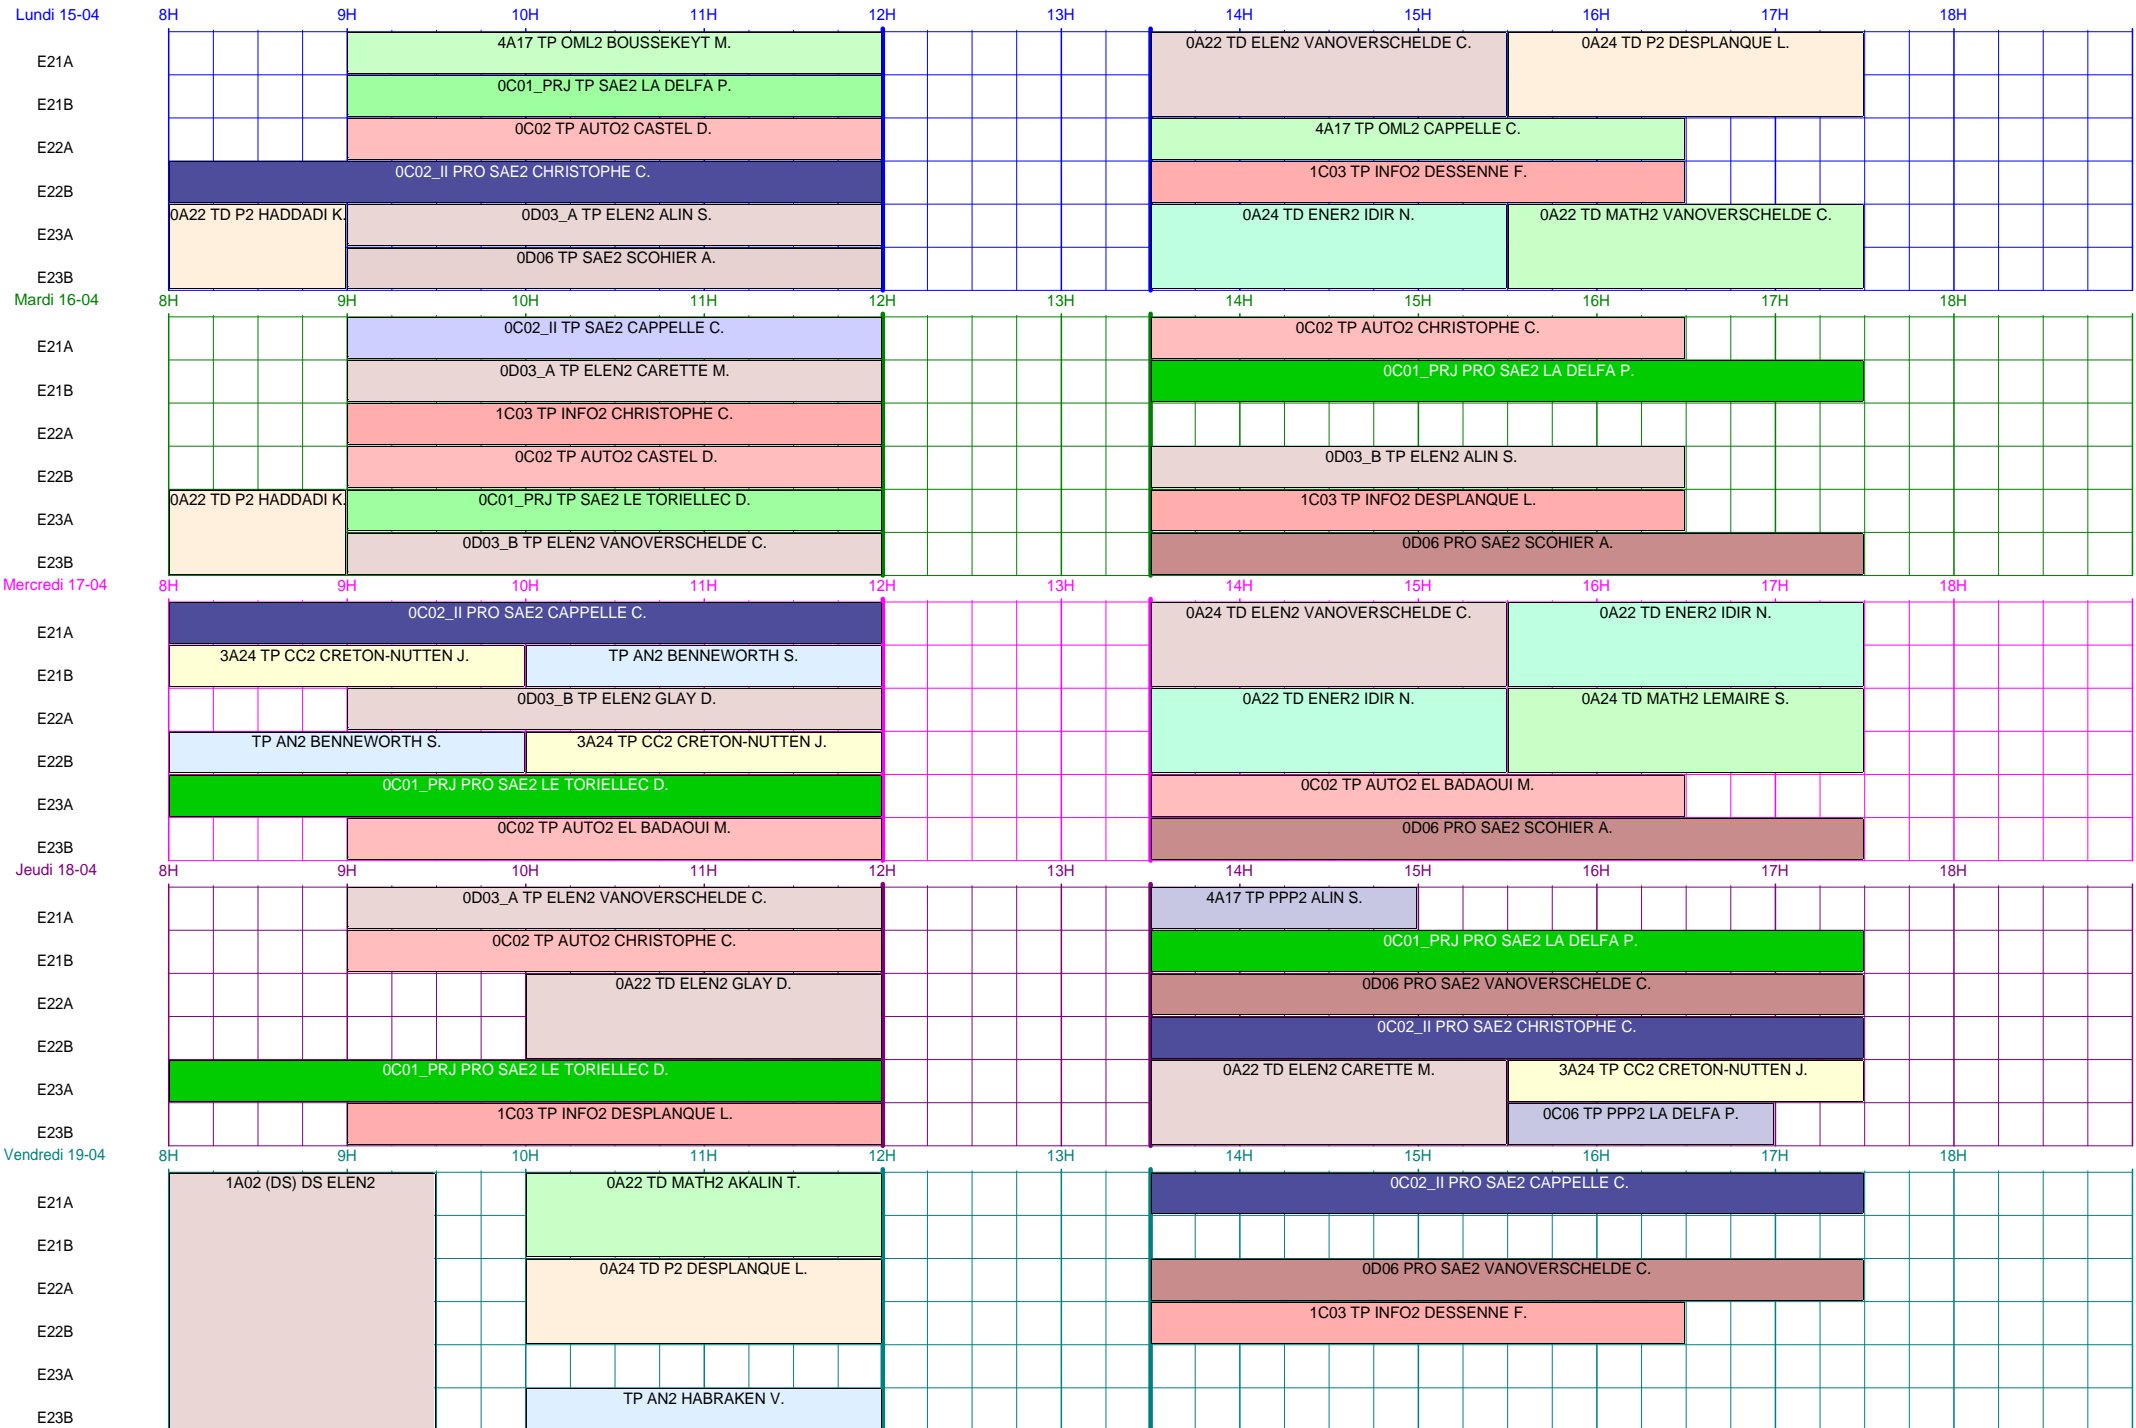 Lundi 15-04 8H 9H 10H 11H 12H 13H 14H 15H 16H 17H 18H
4A17 TP OML2 BOUSSEKEYT M. 0A22 TD ELEN2 VANOVERSCHELDE C. 0A24 TD P2 DESPLANQUE L.
E21A
0C01_PRJ TP SAE2 LA DELFA P.
E21B
0C02 TP AUTO2 CASTEL D. 4A17 TP OML2 CAPPELLE C.
E22A
0C02_II PRO SAE2 CHRISTOPHE C. 1C03 TP INFO2 DESSENNE F.
E22B
0A22 TD P2 HADDADI K. 0D03_A TP ELEN2 ALIN S. 0A24 TD ENER2 IDIR N. 0A22 TD MATH2 VANOVERSCHELDE C.
E23A
0D06 TP SAE2 SCOHIER A.
E23B
Mardi 16-04 8H 9H 10H 11H 12H 13H 14H 15H 16H 17H 18H
0C02_II TP SAE2 CAPPELLE C. 0C02 TP AUTO2 CHRISTOPHE C.
E21A
0D03_A TP ELEN2 CARETTE M. 0C01_PRJ PRO SAE2 LA DELFA P.
E21B
1C03 TP INFO2 CHRISTOPHE C.
E22A
0C02 TP AUTO2 CASTEL D. 0D03_B TP ELEN2 ALIN S.
E22B
0A22 TD P2 HADDADI K. 0C01_PRJ TP SAE2 LE TORIELLEC D. 1C03 TP INFO2 DESPLANQUE L.
E23A
0D03_B TP ELEN2 VANOVERSCHELDE C. 0D06 PRO SAE2 SCOHIER A.
E23B
Mercredi 17-04 8H 9H 10H 11H 12H 13H 14H 15H 16H 17H 18H
0C02_II PRO SAE2 CAPPELLE C. 0A24 TD ELEN2 VANOVERSCHELDE C. 0A22 TD ENER2 IDIR N.
E21A
3A24 TP CC2 CRETON-NUTTEN J. TP AN2 BENNEWORTH S.
E21B
0D03_B TP ELEN2 GLAY D. 0A22 TD ENER2 IDIR N. 0A24 TD MATH2 LEMAIRE S.
E22A
TP AN2 BENNEWORTH S. 3A24 TP CC2 CRETON-NUTTEN J.
E22B
0C01_PRJ PRO SAE2 LE TORIELLEC D. 0C02 TP AUTO2 EL BADAOUI M.
E23A
0C02 TP AUTO2 EL BADAOUI M. 0D06 PRO SAE2 SCOHIER A.
E23B
Jeudi 18-04 8H 9H 10H 11H 12H 13H 14H 15H 16H 17H 18H
0D03_A TP ELEN2 VANOVERSCHELDE C. 4A17 TP PPP2 ALIN S.
E21A
0C02 TP AUTO2 CHRISTOPHE C. 0C01_PRJ PRO SAE2 LA DELFA P.
E21B
0A22 TD ELEN2 GLAY D. 0D06 PRO SAE2 VANOVERSCHELDE C.
E22A
0C02_II PRO SAE2 CHRISTOPHE C.
E22B
0C01_PRJ PRO SAE2 LE TORIELLEC D. 0A22 TD ELEN2 CARETTE M. 3A24 TP CC2 CRETON-NUTTEN J.
E23A
1C03 TP INFO2 DESPLANQUE L. 0C06 TP PPP2 LA DELFA P.
E23B
Vendredi 19-04 8H 9H 10H 11H 12H 13H 14H 15H 16H 17H 18H
1A02 (DS) DS ELEN2 0A22 TD MATH2 AKALIN T. 0C02_II PRO SAE2 CAPPELLE C.
E21A
E21B
0A24 TD P2 DESPLANQUE L. 0D06 PRO SAE2 VANOVERSCHELDE C.
E22A
1C03 TP INFO2 DESSENNE F.
E22B
E23A
TP AN2 HABRAKEN V.
E23B